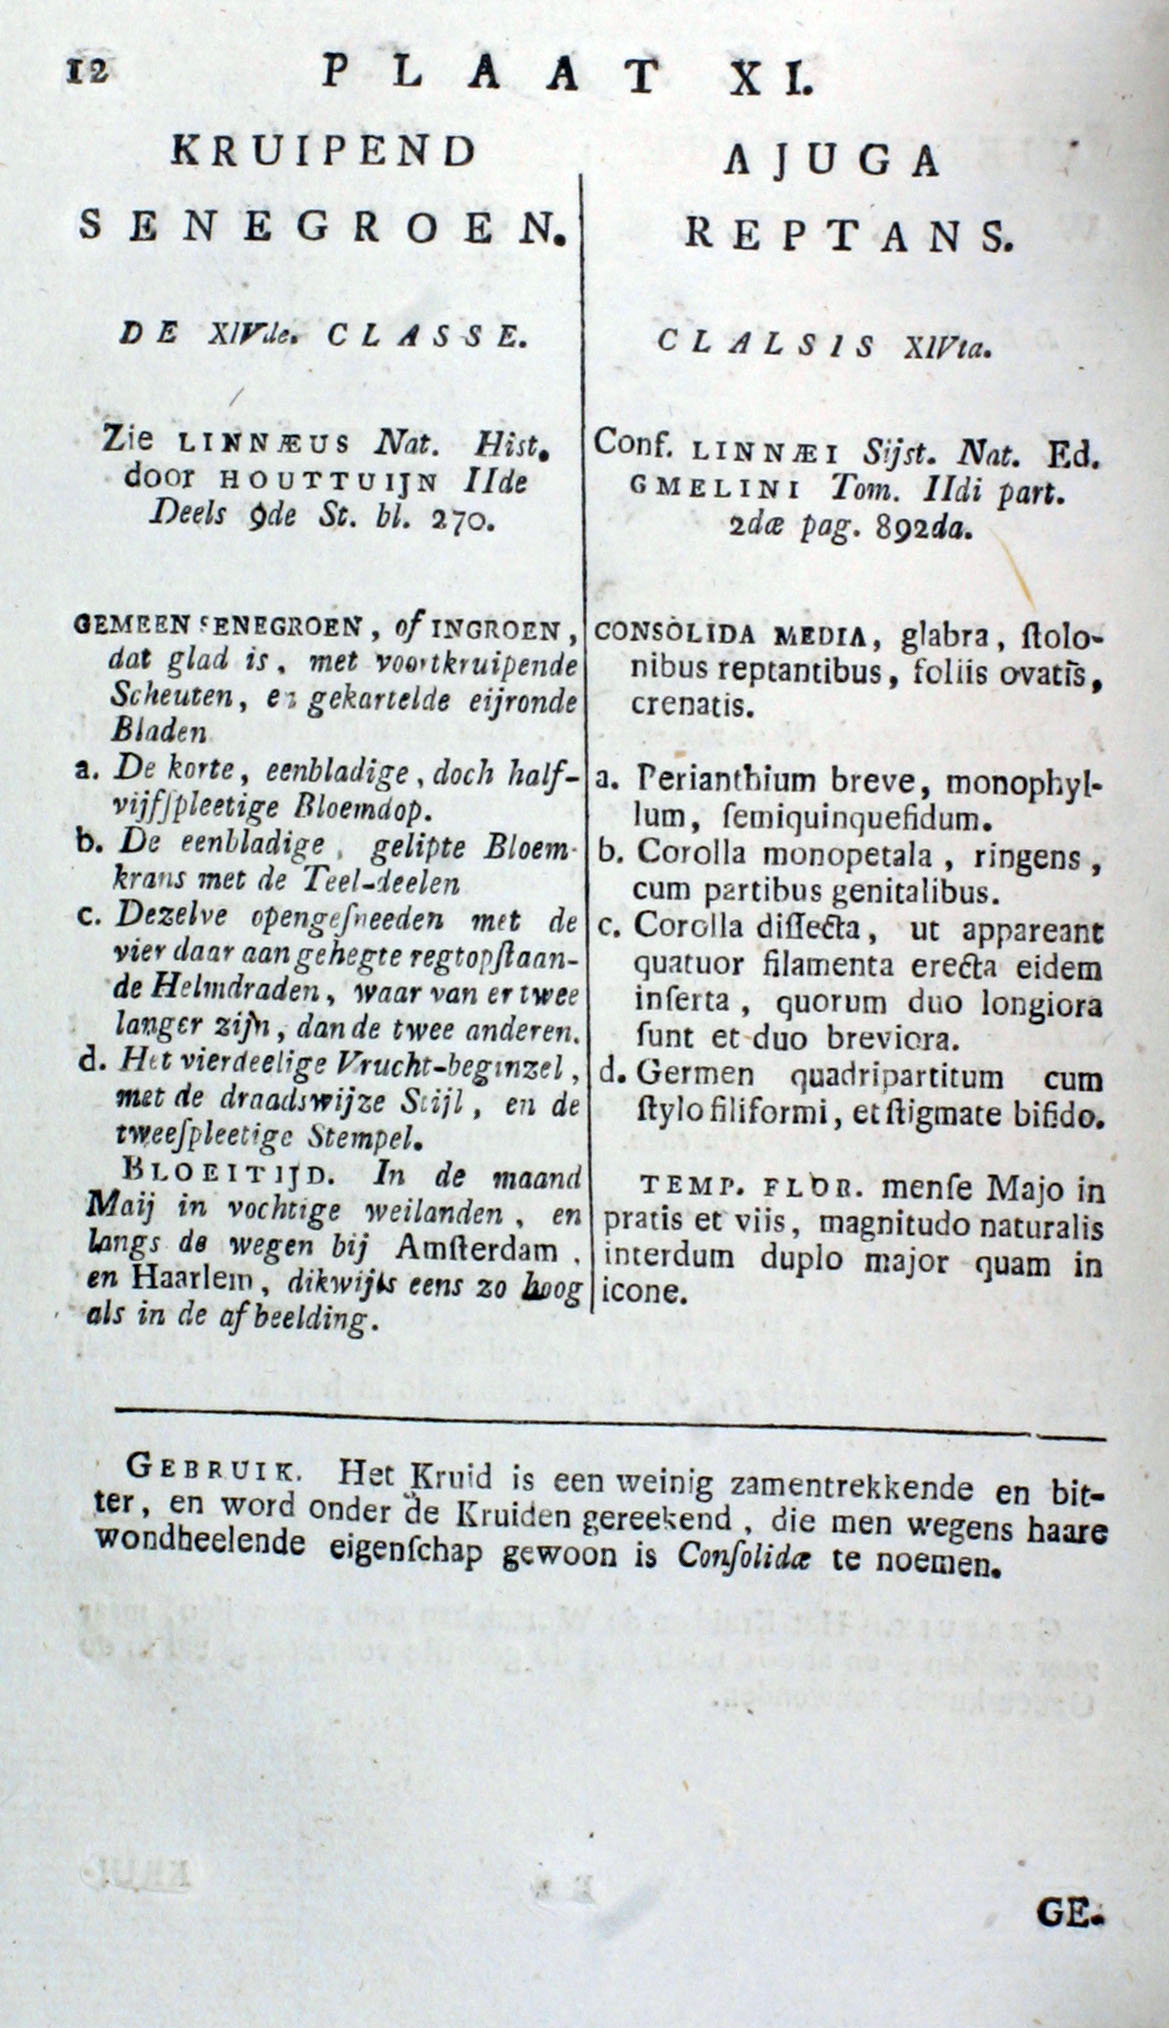 12 PLAAT XI.
KRUIPEND
SENEGROEN.
DE XIVde. CLASSE.
Zie LINNÆUS Nat. Hist.
door HOUTTUIJN IIde
Deels 9de St. bl. 270.
GEMEEN SENEGROEN, of INGROEN,
dat glad is, met voortkruipende
Scheuten, en gekartelde eijronde
Bladen
a. De korte, eenbladige, doch half-
vijfſpleetige Bloemdop.
b. De eenbladige, gelipte Bloem-
krans met de Teel-deelen
c. Dezelve opengeſneeden met de
vier daar aan gehegte regtopſtaan-
de Helmdraden, waar van er twee
langer zijn, dan de twee anderen.
d. Het vierdeelige Vrucht-beginzel,
met de draadswijze Stijl, en de
tweeſpleetige Stempel.
BLOEITIJD. In de maand
Maij in vochtige weilanden, en
langs de wegen bij Amſterdam,
en Haarlem, dikwijls eens zo hoog
als in de afbeelding.
AJUGA
REPTANS.
CLALSIS XIVta.
Conf. LINNÆI Sijst. Nat. Ed.
GMELINI Tom. IIdi part.
2dæ pag. 892da.
CONSOLIDA MEDIA, glabra, ſtolo-
nibus reptantibus, foliis ovatis,
crenatis.
a. Perianthium breve, monophyl-
lum, ſemiquinquefidum.
b. Corolla monopetala, ringens,
cum partibus genitalibus.
c. Corolla diſſecta, ut appareant
quatuor filamenta erecta eidem
inſerta, quorum duo longiora
ſunt et duo breviora.
d. Germen quadripartitum cum
ſtylo filiformi, et ſtigmate bifido.
TEMP. FLOR. menſe Majo in
pratis et viis, magnitudo naturalis
interdum duplo major quam in
icone.
GEBRUIK. Het Kruid is een weinig zamentrekkende en bit-
ter, en word onder de Kruiden gereekend, die men wegens haare
wondheelende eigenſchap gewoon is Conſolidæ te noemen.
GE.